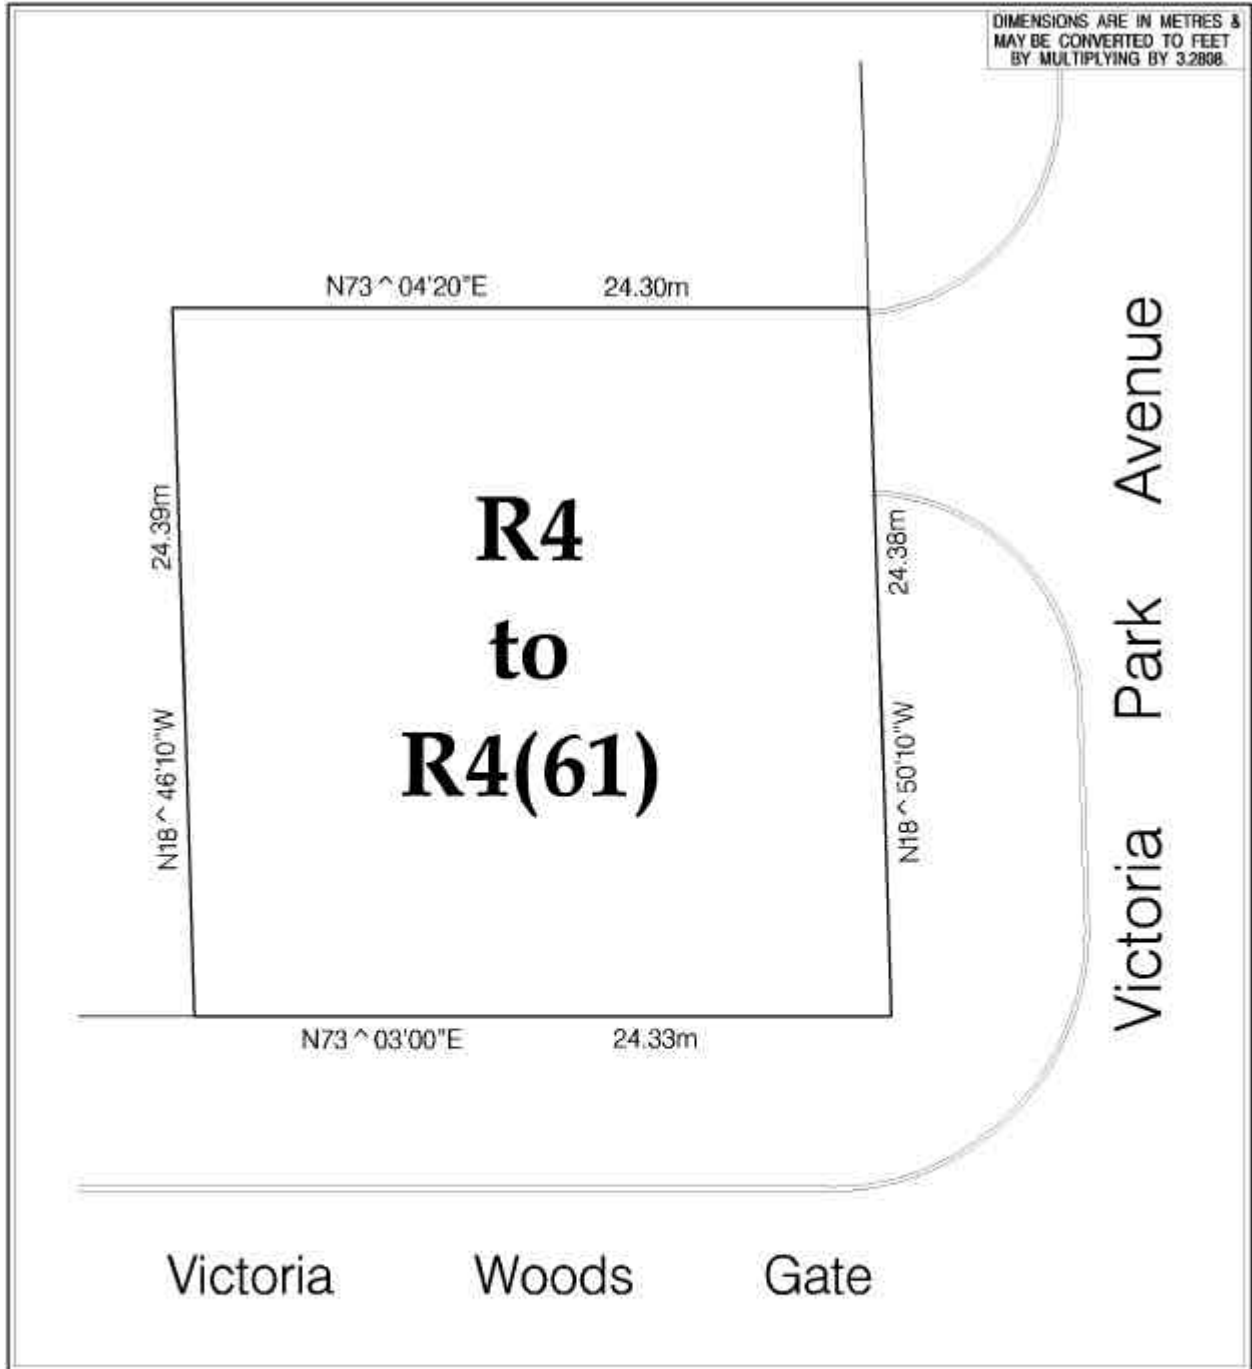 DIMENSIONS ARE IN METRES &
MAY BE CONVERTED TO FEET
BY MULTIPLYING BY 3.2808.
N73 ^ 04'20"E 24.30m
24.39m
N18 ^ 46'10"W
R4
to
R4(61)
24.38m
N18 ^ 50'10"W
Victoria Park Avenue
N73 ^ 03'00"E 24.33m
Victoria Woods Gate